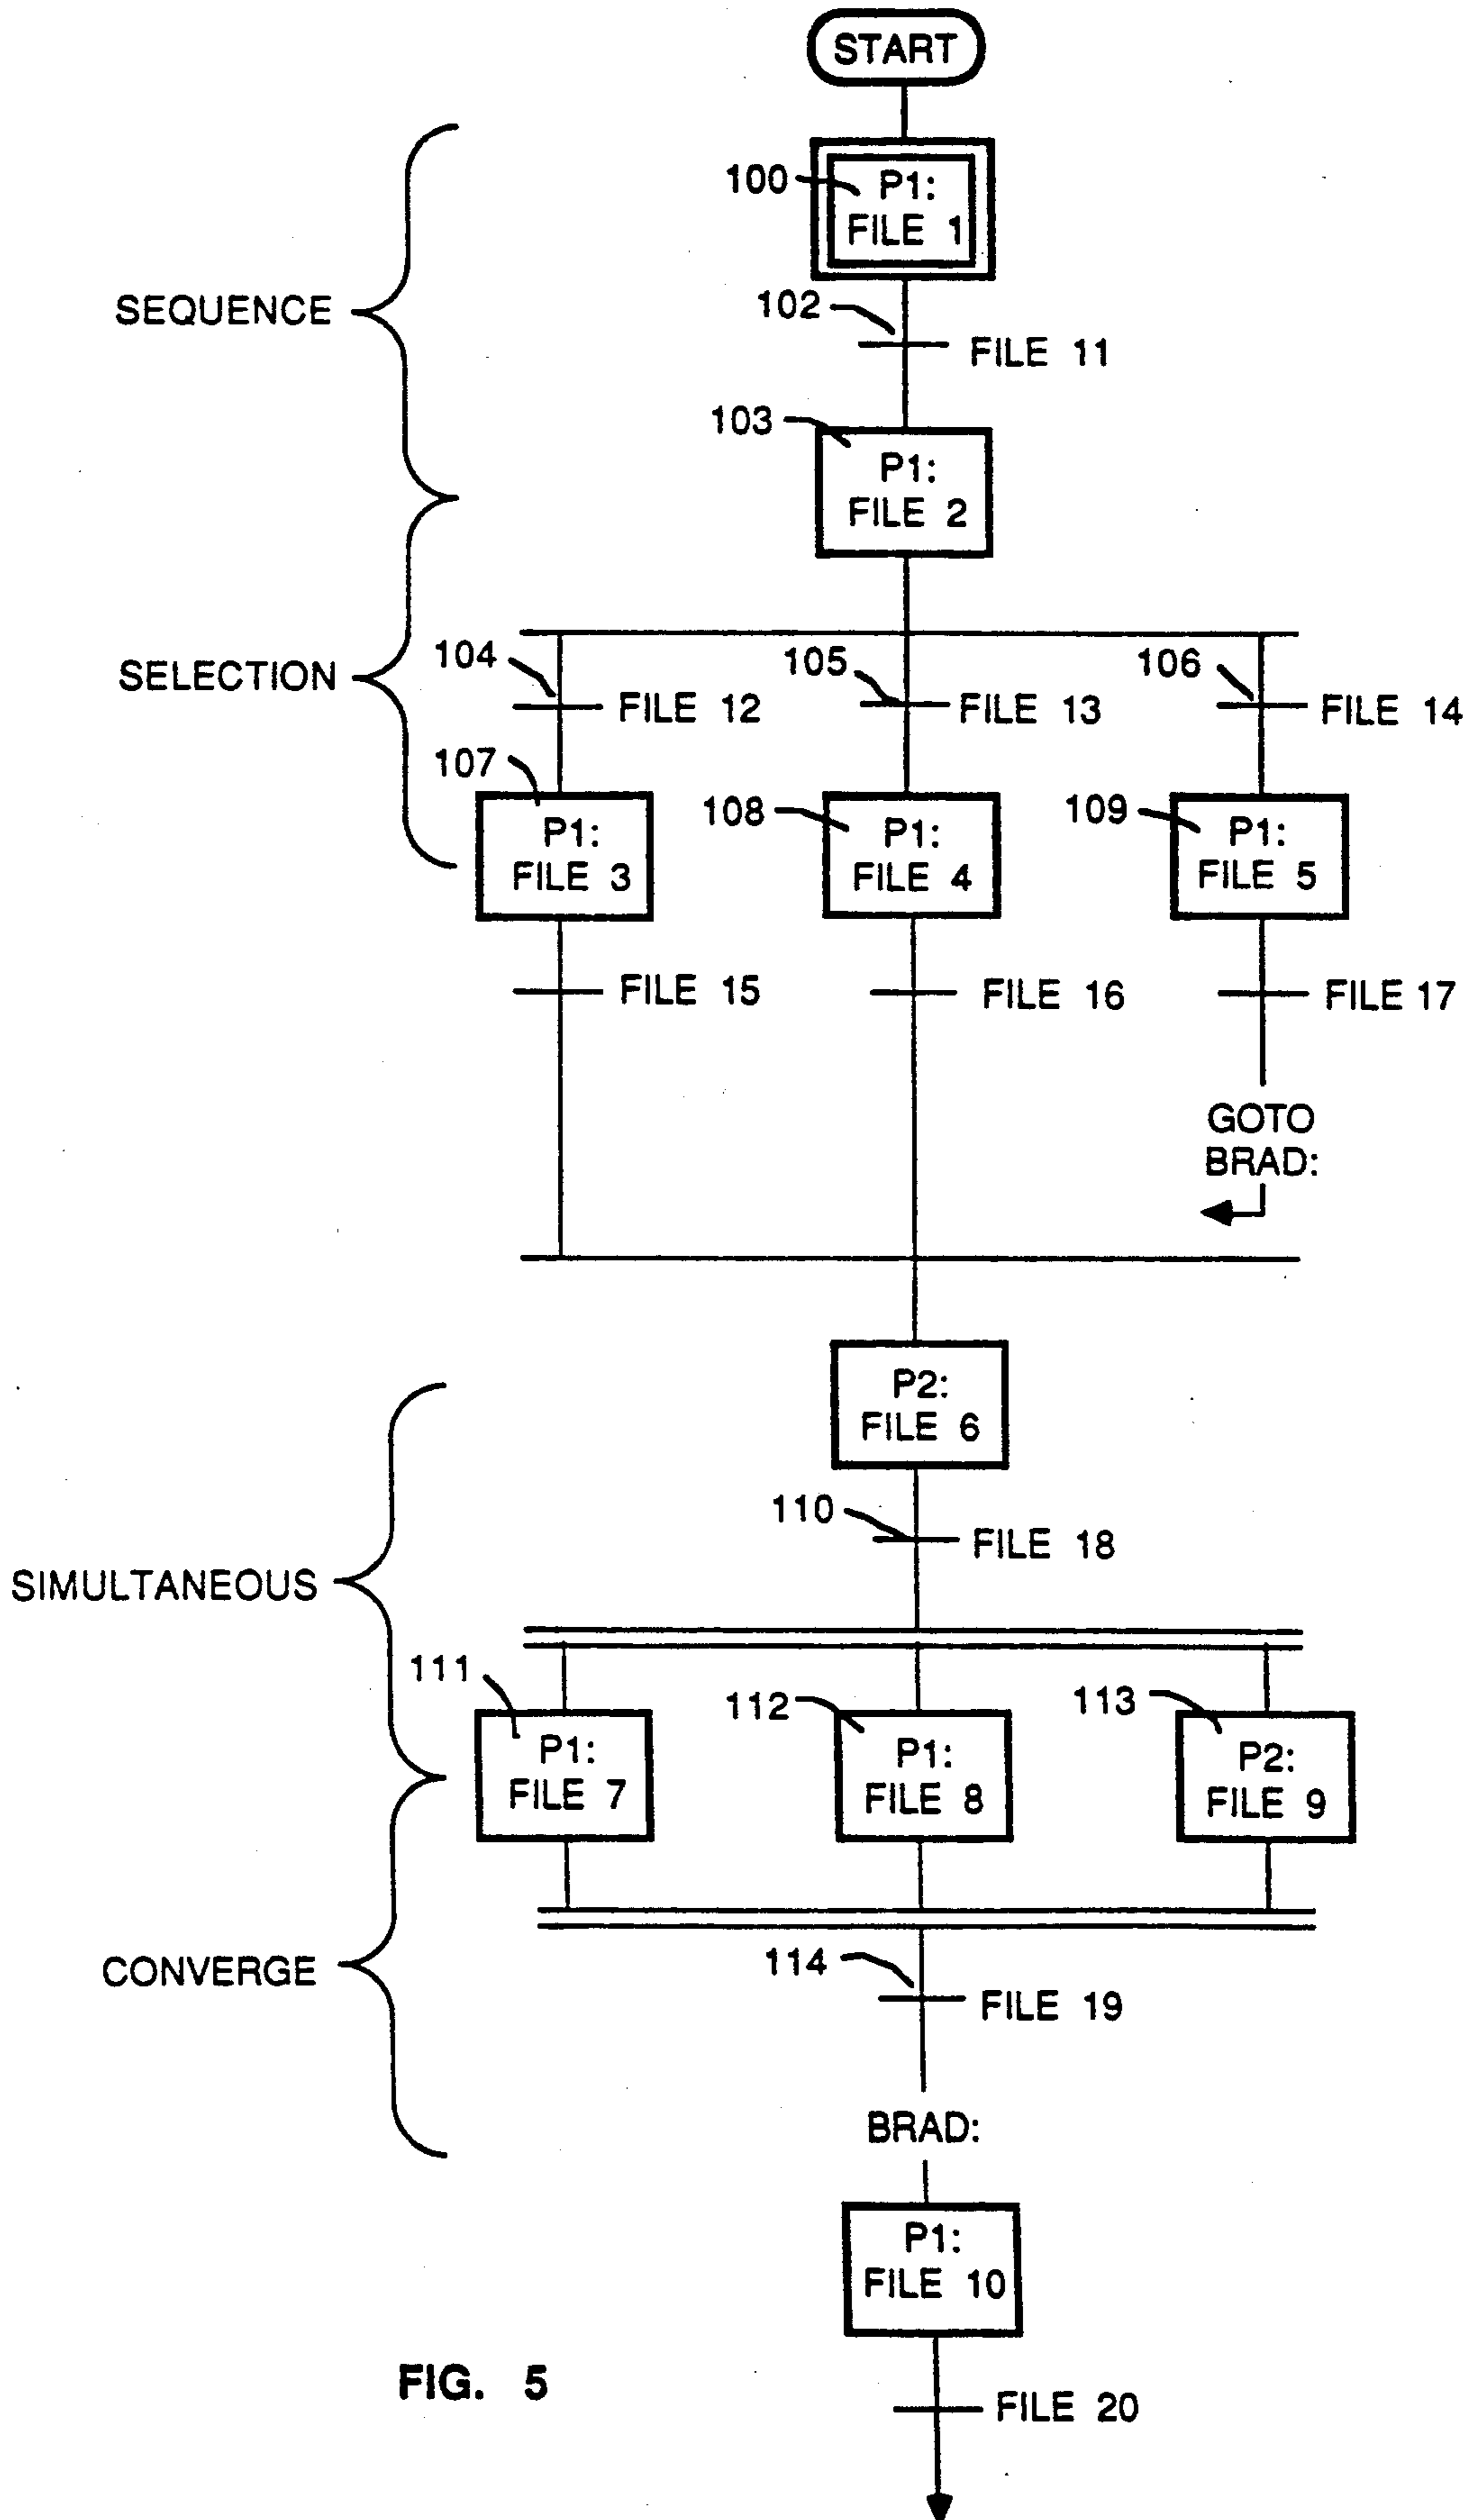 START
100
P1:
FILE 1
SEQUENCE
102
FILE 11
103
P1:
FILE 2
SELECTION
104
FILE 12
105
FILE 13
106
FILE 14
107
P1:
FILE 3
108
P1:
FILE 4
109
P1:
FILE 5
FILE 15
FILE 16
FILE 17
GOTO
BRAD:
P2:
FILE 6
110
FILE 18
SIMULTANEOUS
111
P1:
FILE 7
112
P1:
FILE 8
113
P2:
FILE 9
CONVERGE
114
FILE 19
BRAD:
P1:
FILE 10
FIG. 5
FILE 20